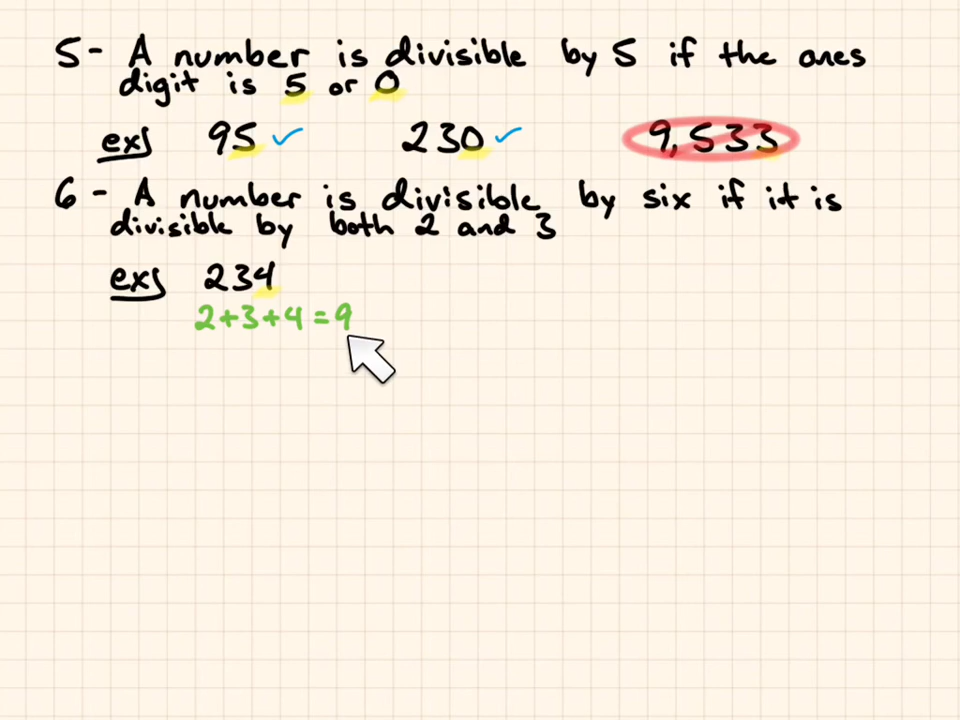 5- A number is divisible by 5 if the ones
digit is 5 or 0
exs 95 ✓ 230 ✓ 9,533
6- A number is divisible by six if it is
divisible by both 2 and 3
exs 234
2+3+4=9